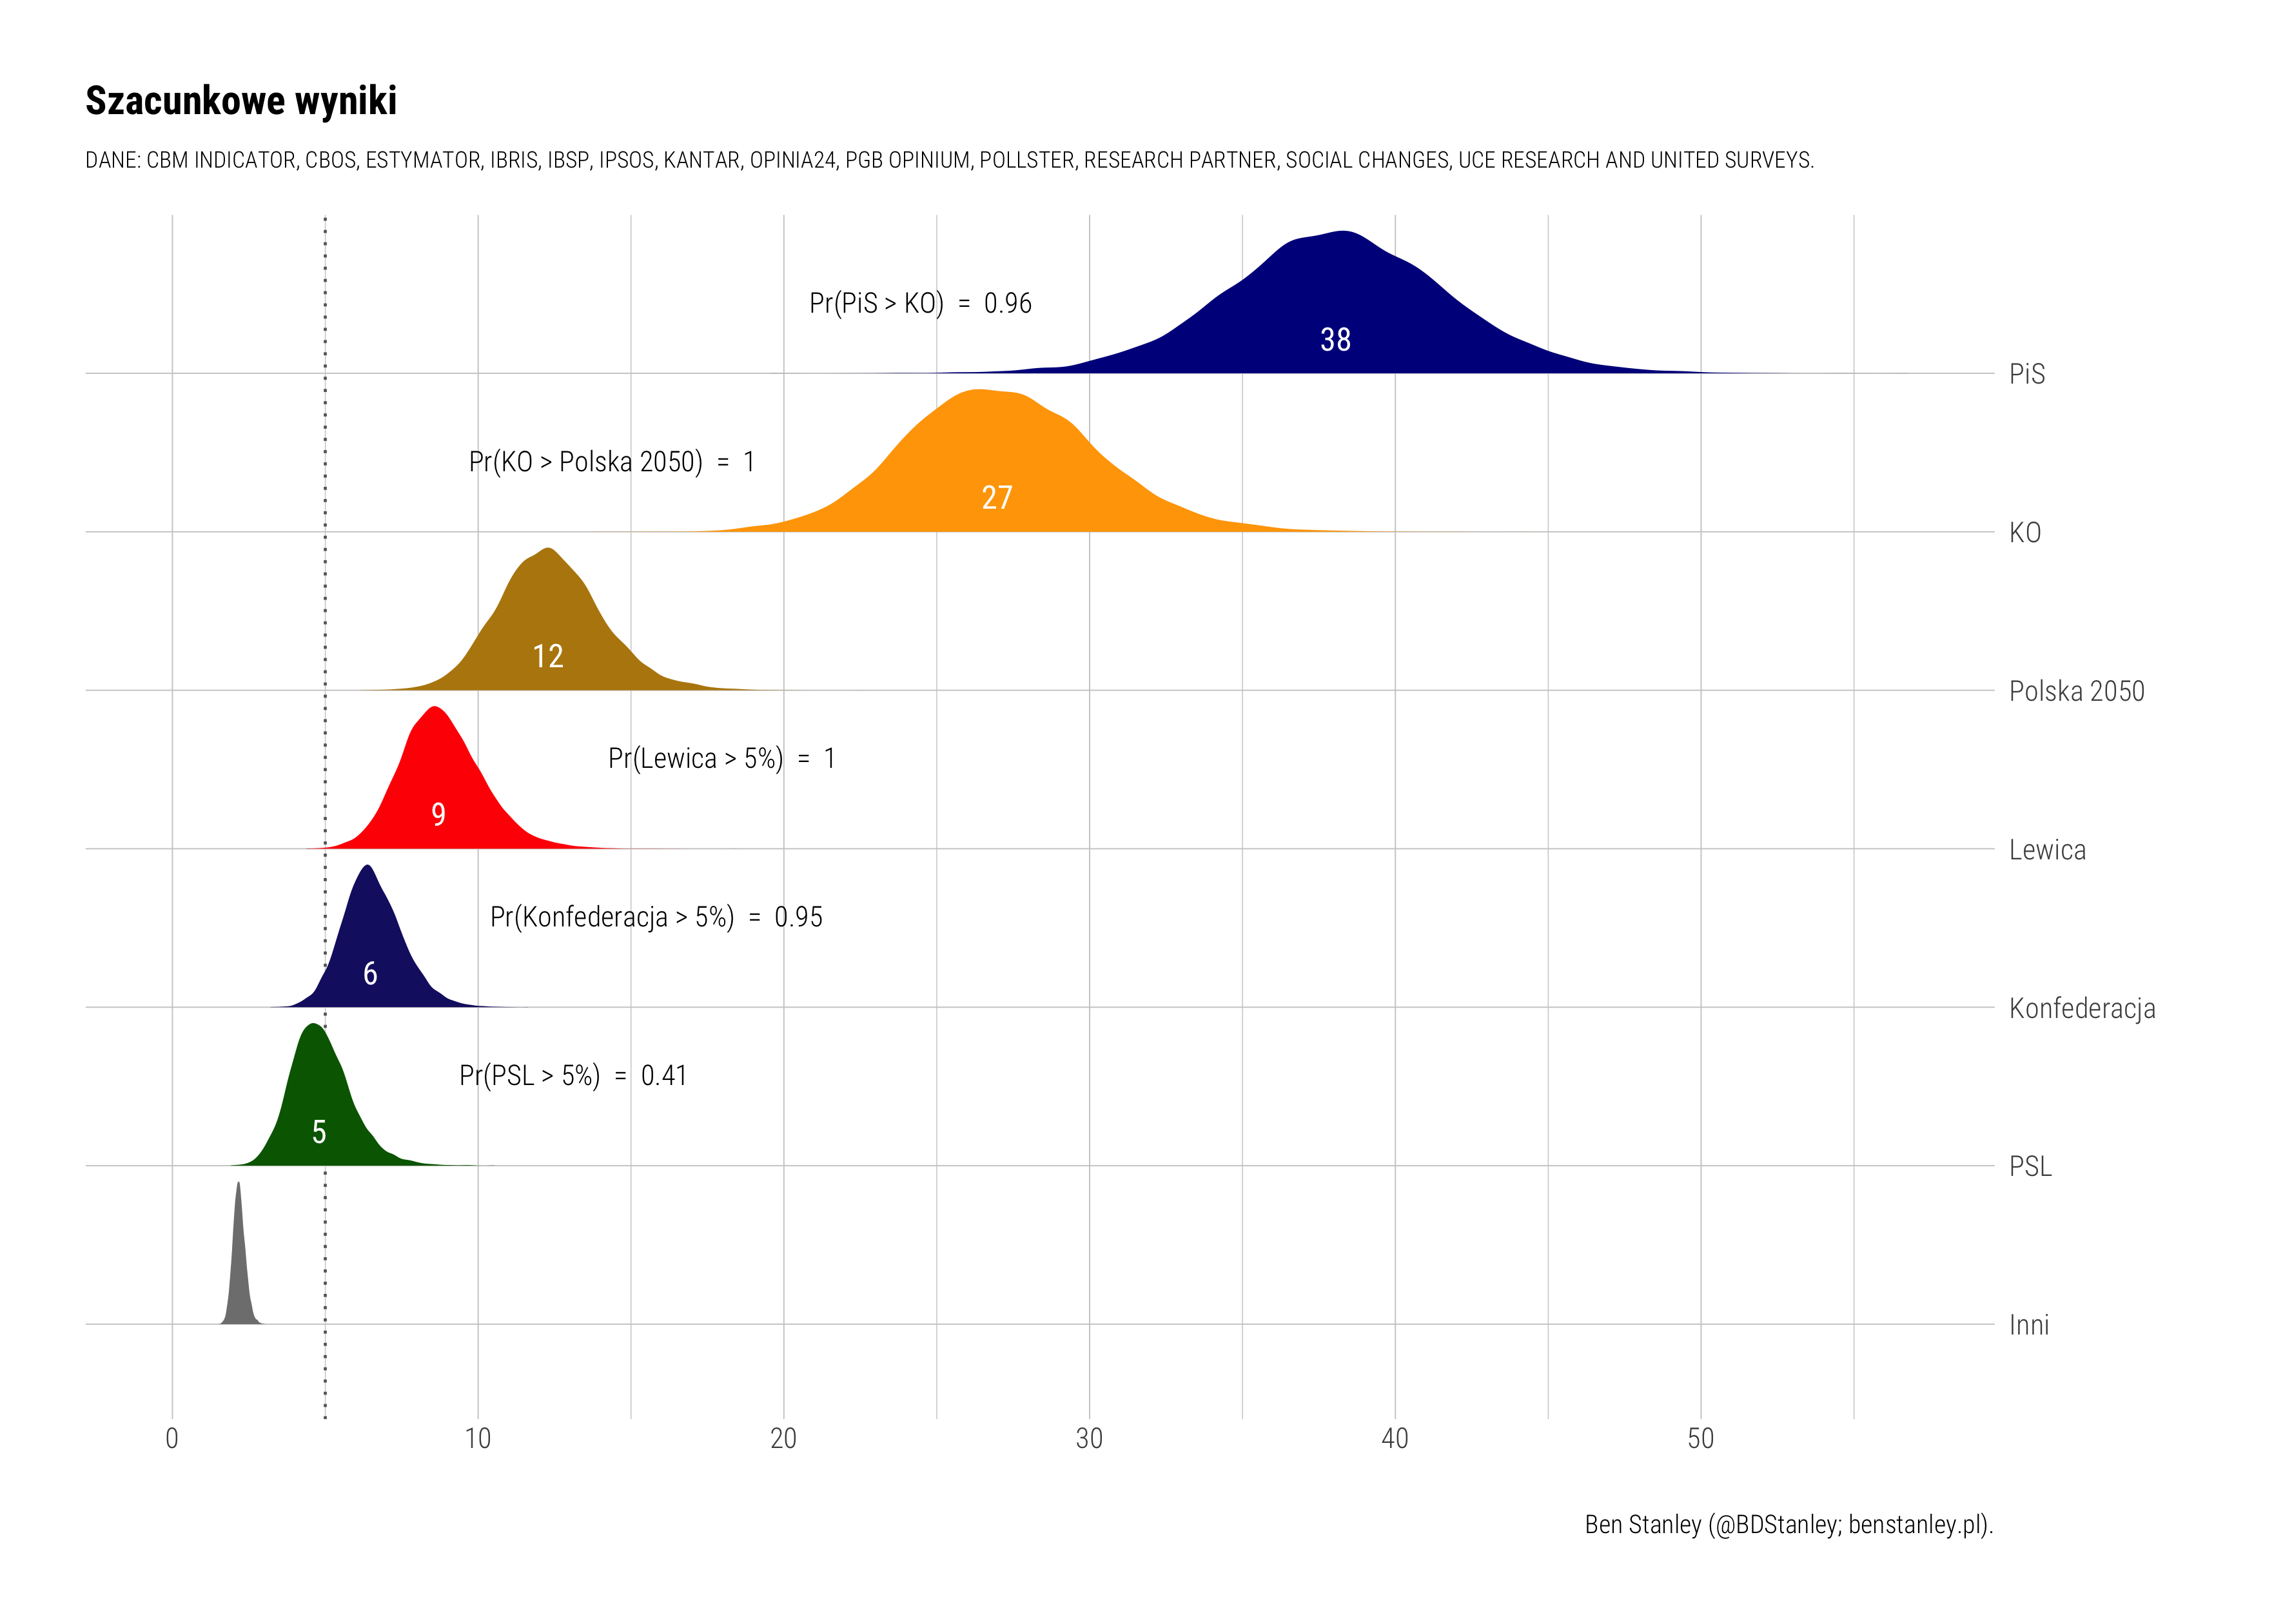 Szacunkowe wyniki
DANE: CBM INDICATOR, CBOS, ESTYMATOR, IBRIS, IBSP, IPSOS, KANTAR, OPINIA24, PGB OPINIUM, POLLSTER, RESEARCH PARTNER, SOCIAL CHANGES, UCE RESEARCH AND UNITED SURVEYS.
Pr(PiS > KO) = 0.96
38
PiS
Pr(KO > Polska 2050) = 1
27
KO
12
Polska 2050
Pr(Lewica > 5%) = 1
9
Lewica
Pr(Konfederacja > 5%) = 0.95
6
Konfederacja
Pr(PSL > 5%) = 0.41
5
PSL
Inni
0 10 20 30 40 50
Ben Stanley (@BDStanley; benstanley.pl).